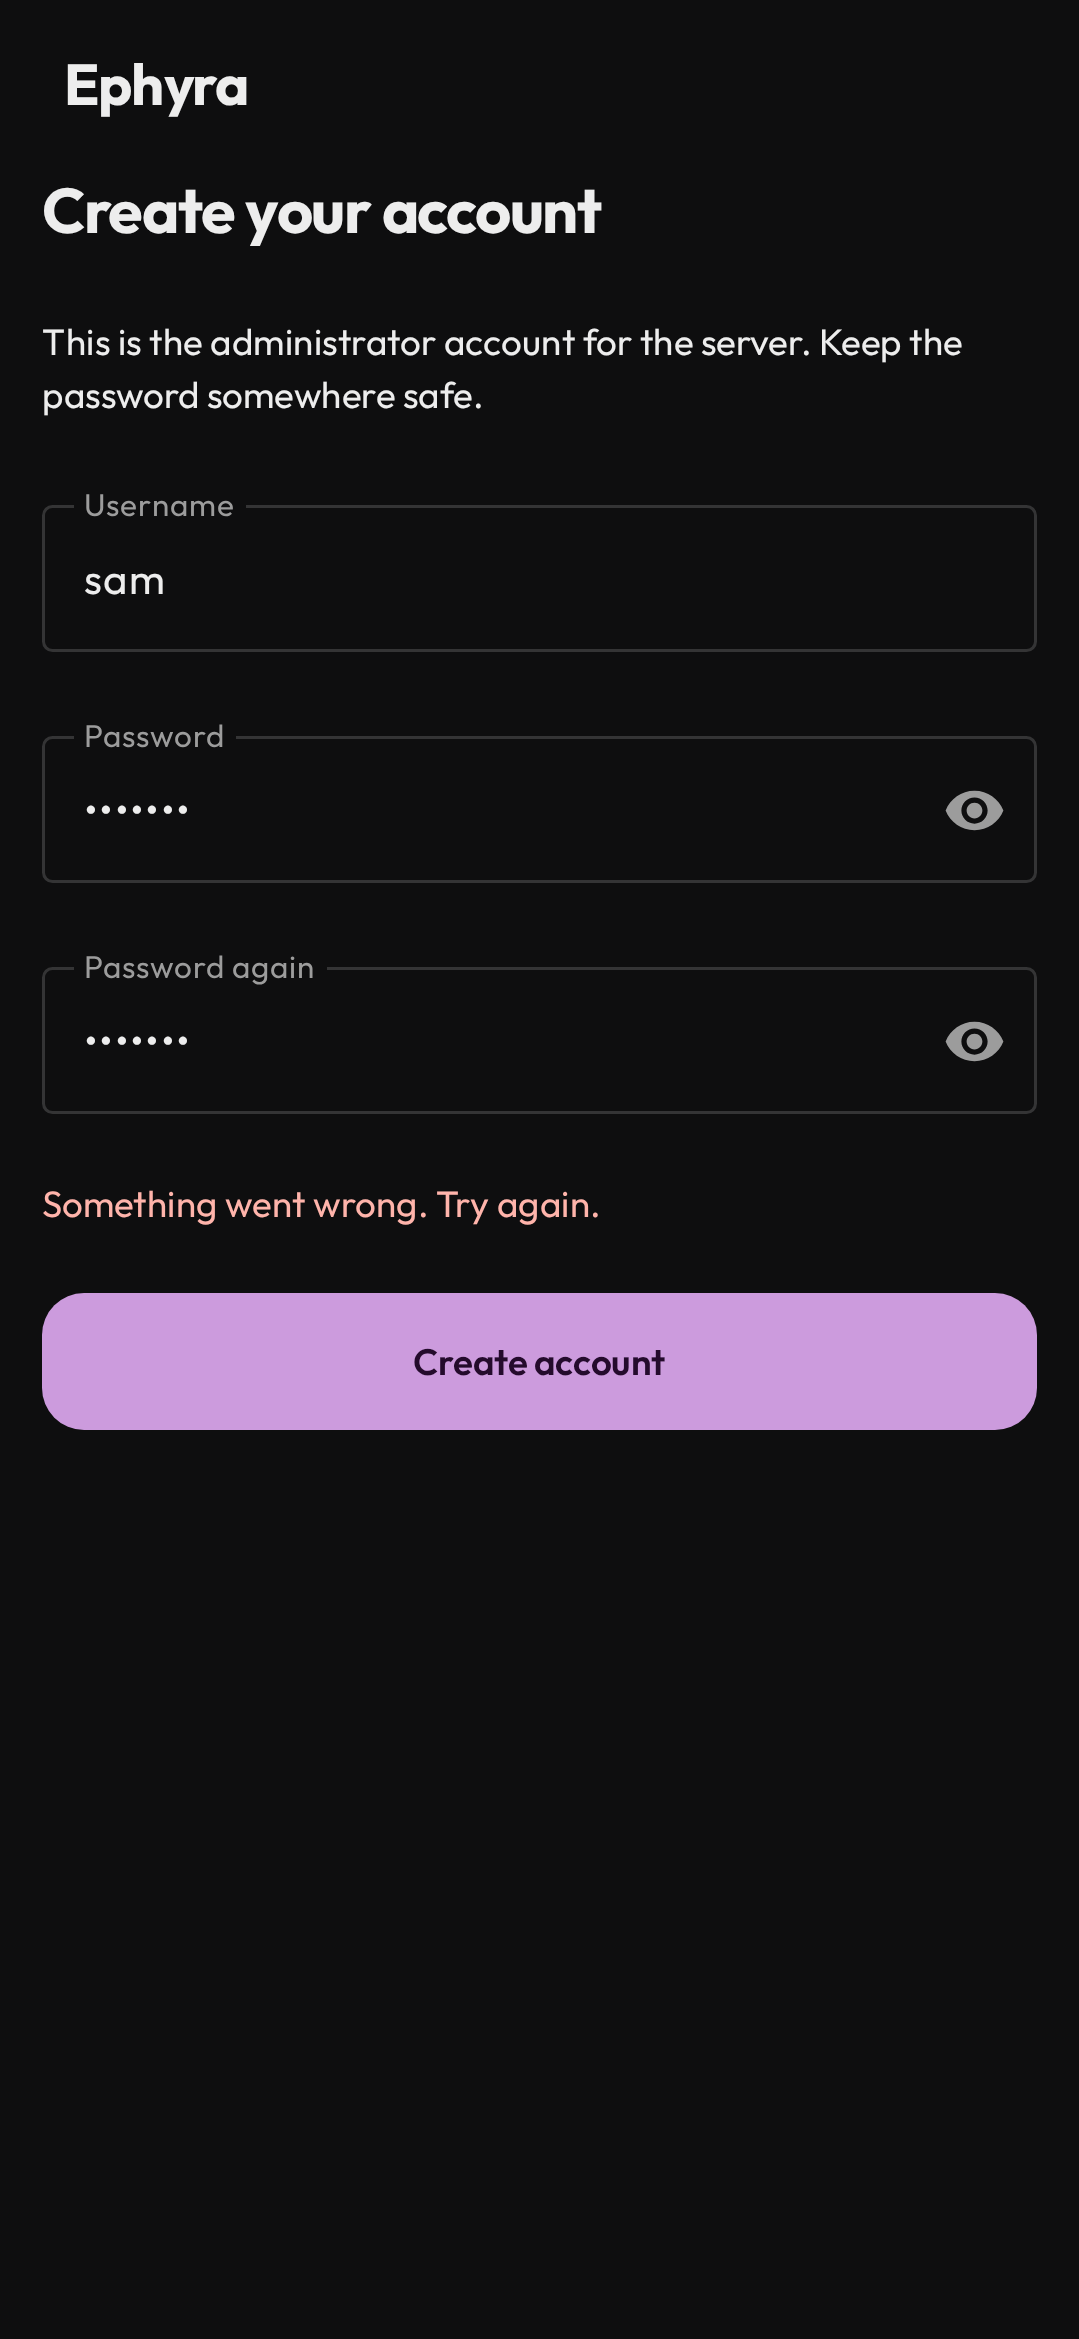 Ephyra
Create your account
This is the administrator account for the server. Keep the
password somewhere safe.
Username
sam
Password
•••••••
Password again
•••••••
Something went wrong. Try again.
Create account